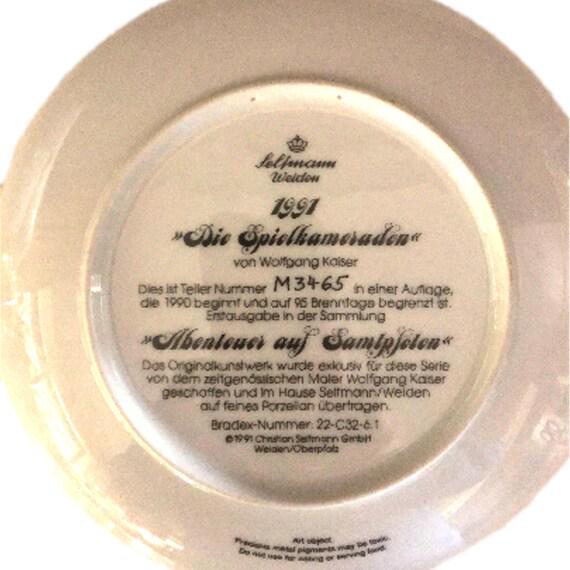 Seltmann
Weiden
1991
»Die Spielkameraden«
von Wolfgang Kaiser
Dies ist Teller Nummer M3465 in einer Auflage,
die 1990 beginnt und auf 95 Brenntage begrenzt ist.
Erstausgabe in der Sammlung
»Abenteuer auf Samtpfoten«
Das Originalkunstwerk wurde exklusiv für diese Serie
von dem zeitgenössischen Maler Wolfgang Kaiser
geschaffen und im Hause Seltmann/Weiden
auf feines Porzellan übertragen.
Bradex-Nummer: 22-C32-6.1
©1991 Christian Seltmann GmbH
Weiden/Oberpfalz
Art object
Precious metal pigments may be toxic.
Do not use for eating or serving food.